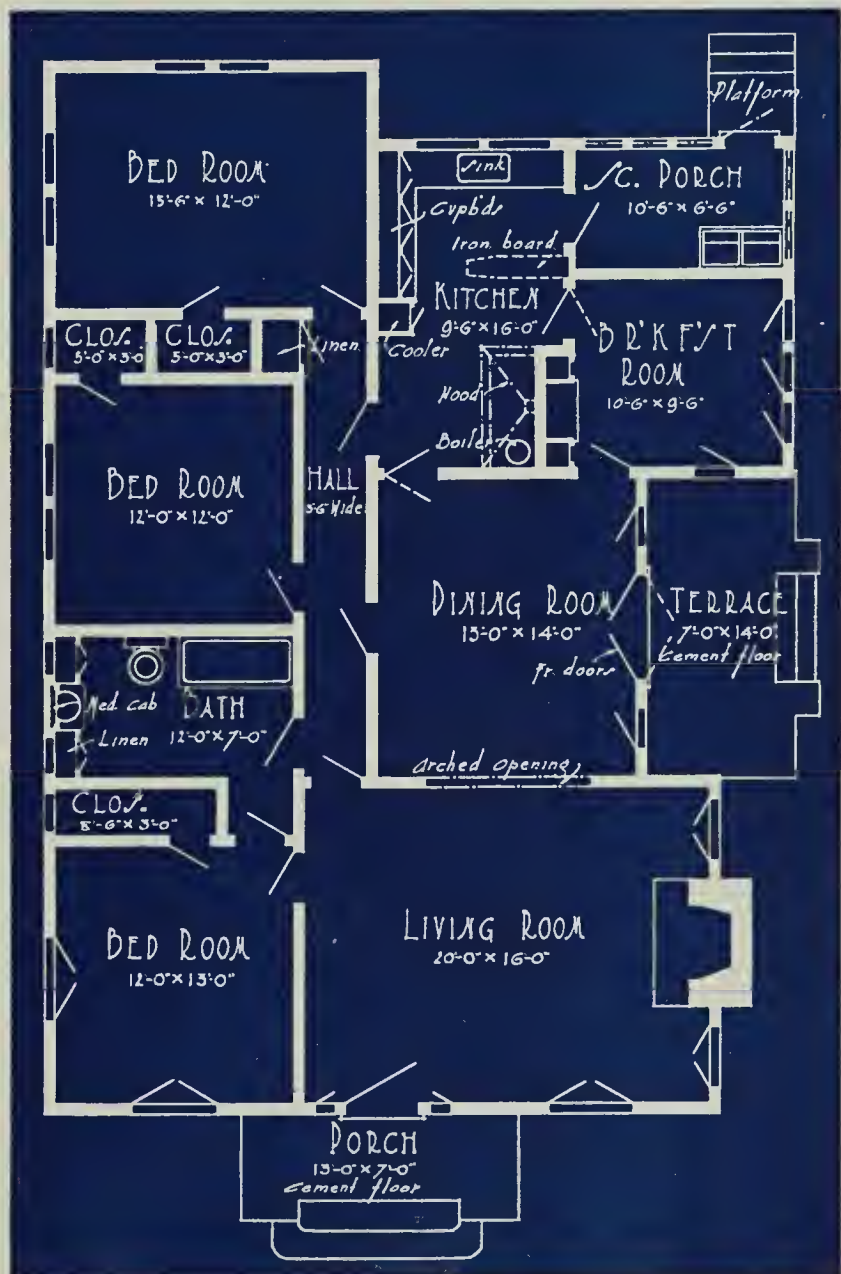 Platform
BED ROOM
15'-6" × 12'-0"
Sink
SC. PORCH
10'-6" × 6'-6"
Cupb'ds
Iron board
KITCHEN
9'-6" × 16'-0"
CLOS.
5'-0" × 3'-0"
CLOS.
5'-0" × 3'-0"
Linen
Cooler
B R'K F'S'T
ROOM
10'-6" × 9'-6"
Hood
Boiler
BED ROOM
12'-0" × 12'-0"
HALL
3'-6" Wide
DINING ROOM
13'-0" × 14'-0"
Fr. doors
TERRACE
7'-0" × 14'-0"
Cement floor
Med. cab
BATH
12'-0" × 7'-0"
Linen
Arched opening
CLOS.
8'-6" × 3'-0"
BED ROOM
12'-0" × 13'-0"
LIVING ROOM
20'-0" × 16'-0"
PORCH
13'-0" × 7'-0"
Cement floor